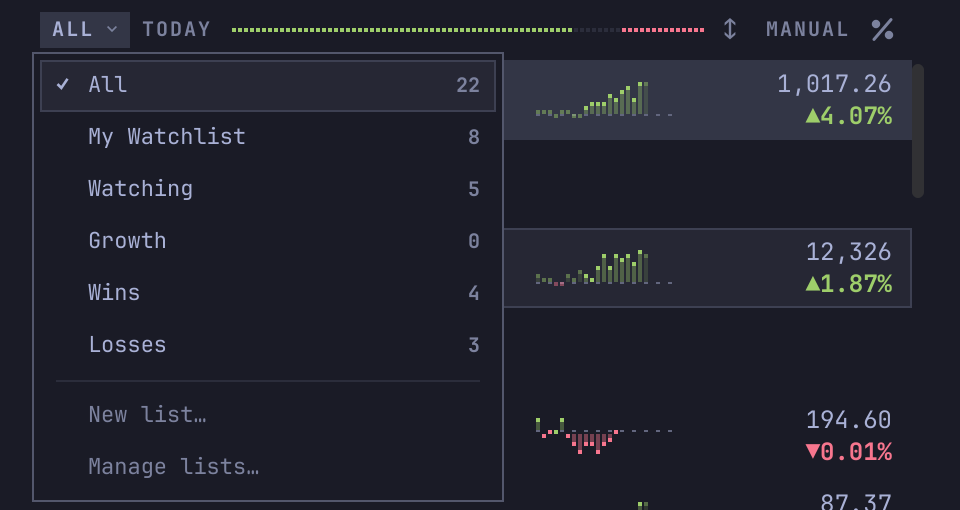 ALL TODAY MANUAL %
All 22
1,017.26
▲4.07%
My Watchlist 8
Watching 5
Growth 0
12,326
▲1.87%
Wins 4
Losses 3
New list…
194.60
▼0.01%
Manage lists…
87.37